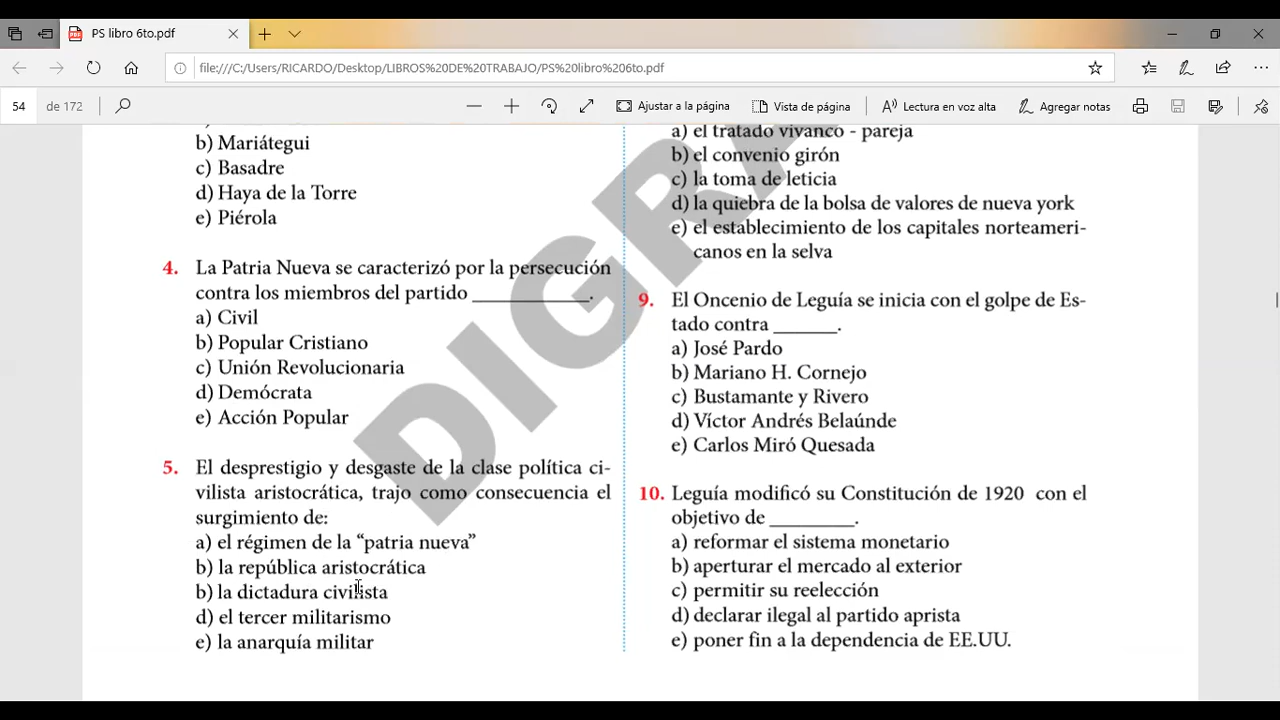 PS libro 6to.pdf
file:///C:/Users/RICARDO/Desktop/LIBROS%20DE%20TRABAJO/PS%20libro%206to.pdf
54 de 172
Ajustar a la página
Vista de página
Lectura en voz alta
Agregar notas
b) Mariátegui
c) Basadre
d) Haya de la Torre
e) Piérola
4. La Patria Nueva se caracterizó por la persecución
contra los miembros del partido ____________.
a) Civil
b) Popular Cristiano
c) Unión Revolucionaria
d) Demócrata
e) Acción Popular
5. El desprestigio y desgaste de la clase política ci-
vilista aristocrática, trajo como consecuencia el
surgimiento de:
a) el régimen de la “patria nueva”
b) la república aristocrática
b) la dictadura civilista
d) el tercer militarismo
e) la anarquía militar
a) el tratado vivanco - pareja
b) el convenio girón
c) la toma de leticia
d) la quiebra de la bolsa de valores de nueva york
e) el establecimiento de los capitales norteameri-
canos en la selva
9. El Oncenio de Leguía se inicia con el golpe de Es-
tado contra ______.
a) José Pardo
b) Mariano H. Cornejo
c) Bustamante y Rivero
d) Víctor Andrés Belaúnde
e) Carlos Miró Quesada
10. Leguía modificó su Constitución de 1920 con el
objetivo de ________.
a) reformar el sistema monetario
b) aperturar el mercado al exterior
c) permitir su reelección
d) declarar ilegal al partido aprista
e) poner fin a la dependencia de EE.UU.